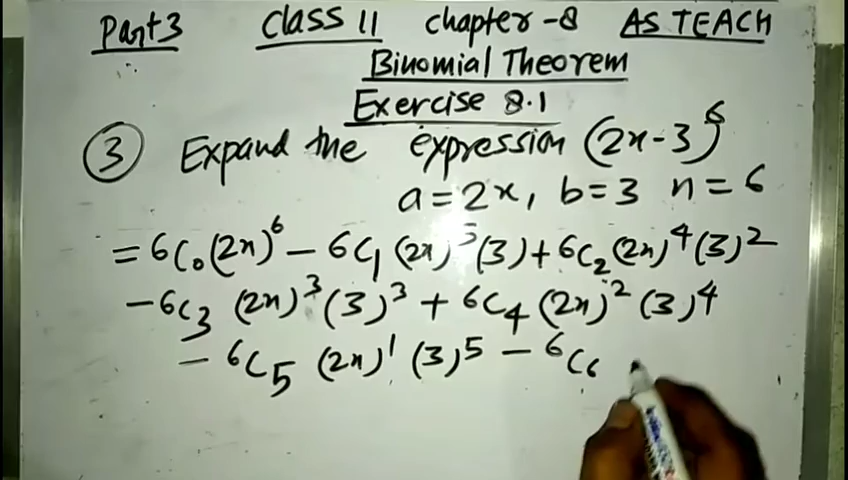 Part3 Class 11 chapter-8 AS TEACH
Binomial Theorem
Exercise 8.1
③ Expand the expression (2x-3)⁶
a=2x, b=3 n=6
= ⁶C₀(2x)⁶ - ⁶C₁(2x)⁵(3) + ⁶C₂(2x)⁴(3)²
- ⁶C₃(2x)³(3)³ + ⁶C₄(2x)²(3)⁴
- ⁶C₅(2x)¹(3)⁵ - ⁶C₆